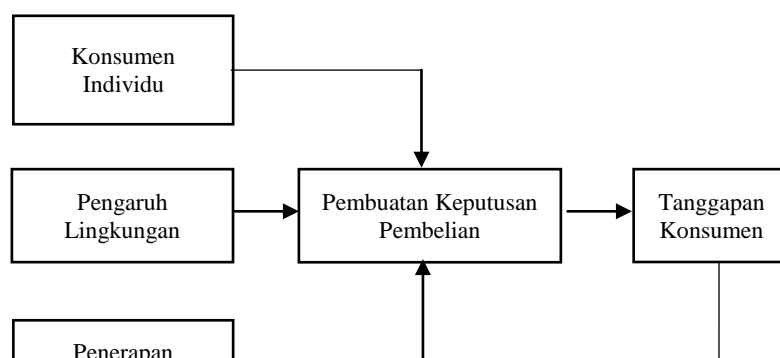 Konsumen
Individu
Pengaruh
Lingkungan
Pembuatan Keputusan
Pembelian
Tanggapan
Konsumen
Penerapan